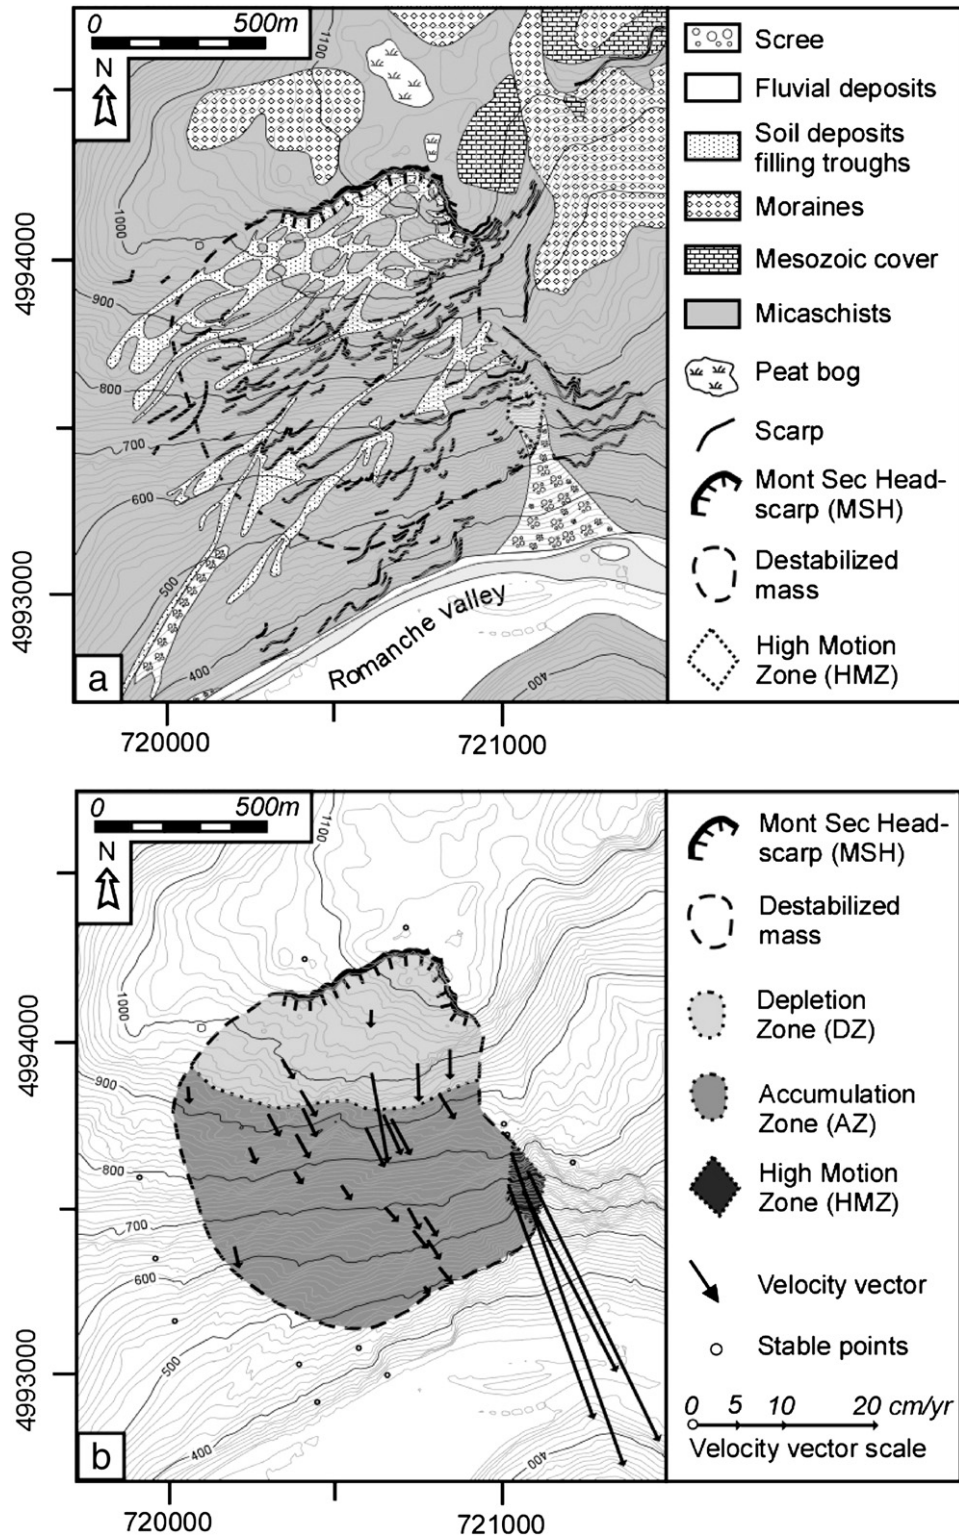 0 500m
N
1100
1000
900
800
700
600
500
400
400
Romanche valley
4994000
4993000
720000 721000
a
Scree
Fluvial deposits
Soil deposits
filling troughs
Moraines
Mesozoic cover
Micaschists
Peat bog
Scarp
Mont Sec Head-
scarp (MSH)
Destabilized
mass
High Motion
Zone (HMZ)
0 500m
N
1100
1000
900
800
700
600
500
400
400
4994000
4993000
720000 721000
b
Mont Sec Head-
scarp (MSH)
Destabilized
mass
Depletion
Zone (DZ)
Accumulation
Zone (AZ)
High Motion
Zone (HMZ)
Velocity vector
Stable points
0 5 10 20 cm/yr
Velocity vector scale